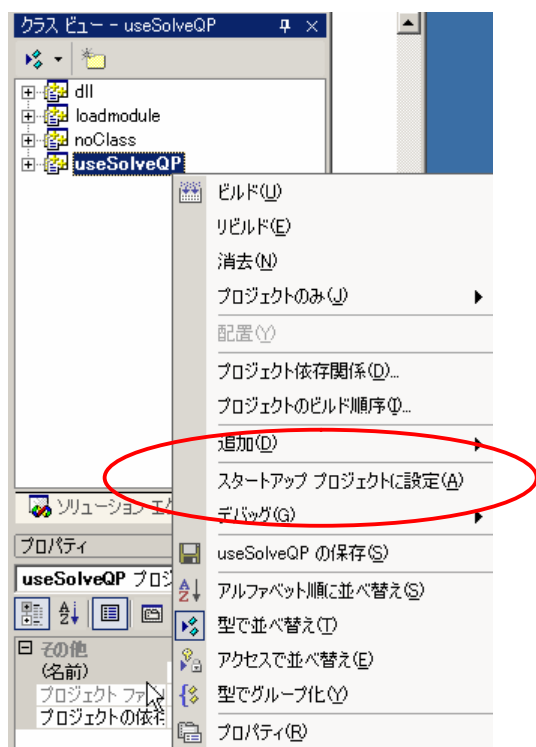 クラス ビュー - useSolveQP
dll
loadmodule
noClass
useSolveQP
ビルド(U)
リビルド(E)
消去(N)
プロジェクトのみ(J)
配置(Y)
プロジェクト依存関係(D)...
プロジェクトのビルド順序(I)...
追加(D)
スタートアップ プロジェクトに設定(A)
デバッグ(G)
useSolveQP の保存(S)
アルファベット順に並べ替え(S)
型で並べ替え(T)
アクセスで並べ替え(E)
型でグループ化(Y)
プロパティ(R)
ソリューション エク
プロパティ
useSolveQP プロジ
その他
(名前)
プロジェクト ファ
プロジェクトの依存